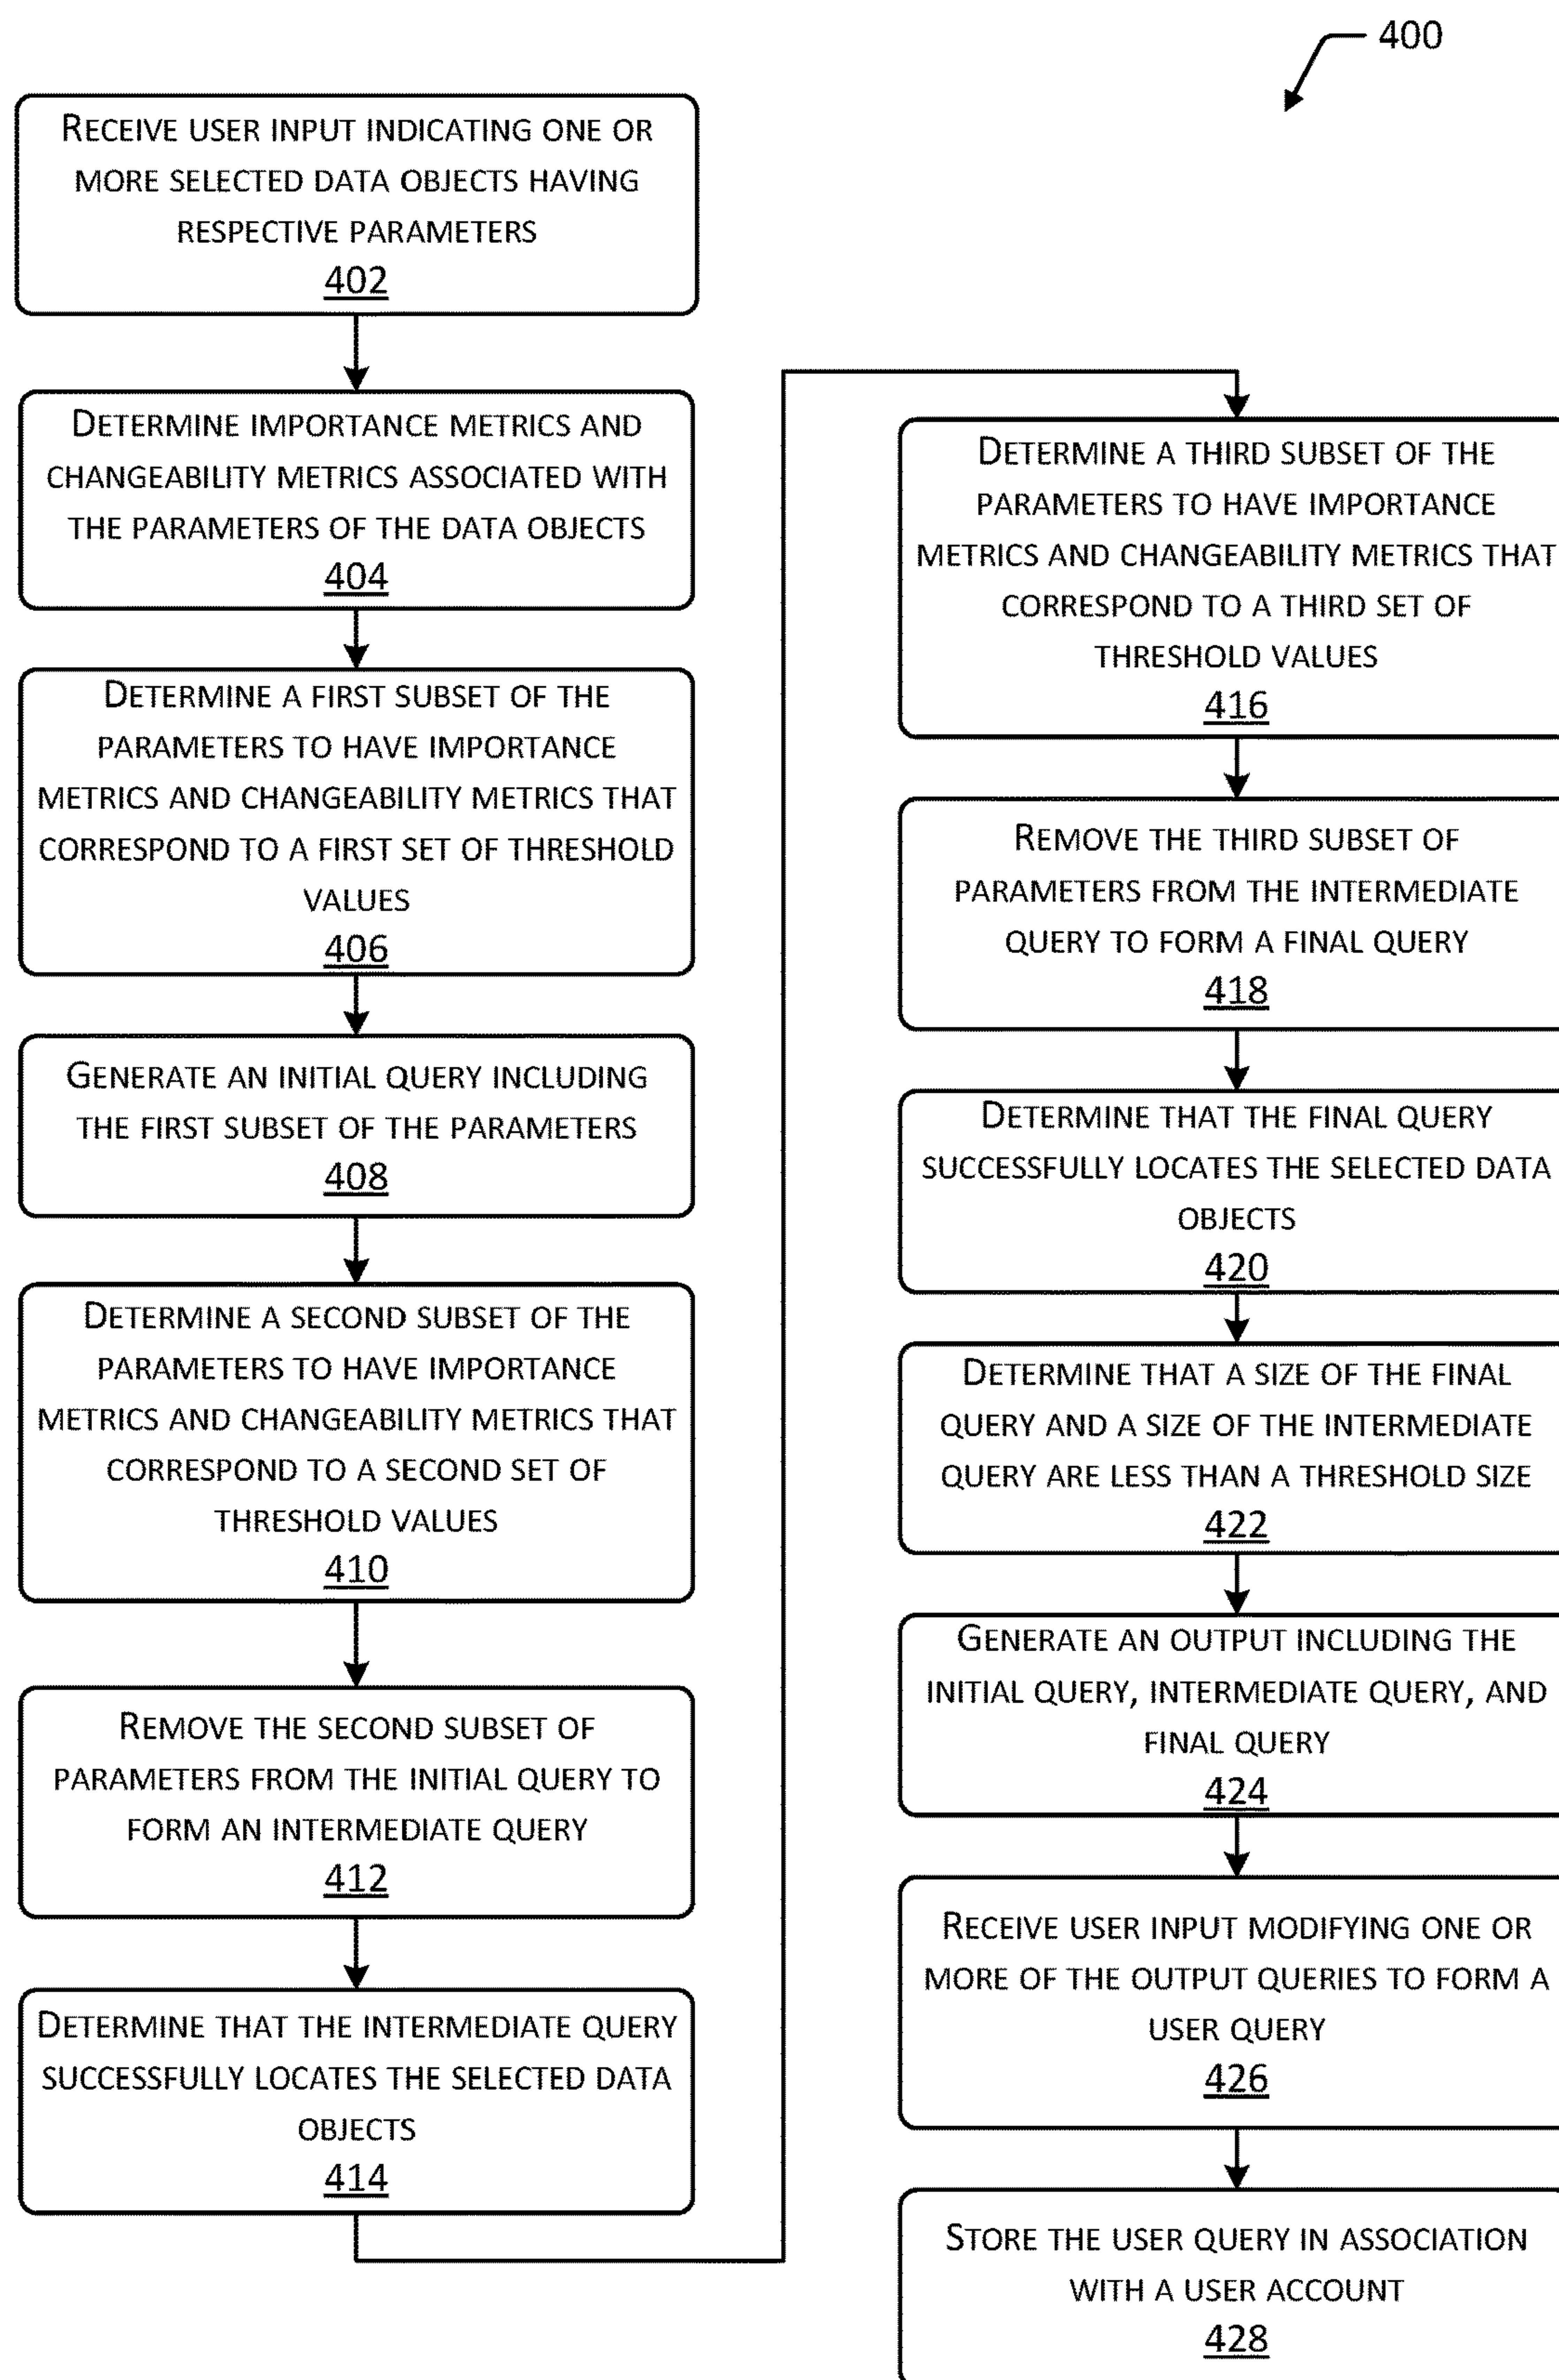 400
RECEIVE USER INPUT INDICATING ONE OR
MORE SELECTED DATA OBJECTS HAVING
RESPECTIVE PARAMETERS
402
DETERMINE IMPORTANCE METRICS AND
CHANGEABILITY METRICS ASSOCIATED WITH
THE PARAMETERS OF THE DATA OBJECTS
404
DETERMINE A FIRST SUBSET OF THE
PARAMETERS TO HAVE IMPORTANCE
METRICS AND CHANGEABILITY METRICS THAT
CORRESPOND TO A FIRST SET OF THRESHOLD
VALUES
406
GENERATE AN INITIAL QUERY INCLUDING
THE FIRST SUBSET OF THE PARAMETERS
408
DETERMINE A SECOND SUBSET OF THE
PARAMETERS TO HAVE IMPORTANCE
METRICS AND CHANGEABILITY METRICS THAT
CORRESPOND TO A SECOND SET OF
THRESHOLD VALUES
410
REMOVE THE SECOND SUBSET OF
PARAMETERS FROM THE INITIAL QUERY TO
FORM AN INTERMEDIATE QUERY
412
DETERMINE THAT THE INTERMEDIATE QUERY
SUCCESSFULLY LOCATES THE SELECTED DATA
OBJECTS
414
DETERMINE A THIRD SUBSET OF THE
PARAMETERS TO HAVE IMPORTANCE
METRICS AND CHANGEABILITY METRICS THAT
CORRESPOND TO A THIRD SET OF
THRESHOLD VALUES
416
REMOVE THE THIRD SUBSET OF
PARAMETERS FROM THE INTERMEDIATE
QUERY TO FORM A FINAL QUERY
418
DETERMINE THAT THE FINAL QUERY
SUCCESSFULLY LOCATES THE SELECTED DATA
OBJECTS
420
DETERMINE THAT A SIZE OF THE FINAL
QUERY AND A SIZE OF THE INTERMEDIATE
QUERY ARE LESS THAN A THRESHOLD SIZE
422
GENERATE AN OUTPUT INCLUDING THE
INITIAL QUERY, INTERMEDIATE QUERY, AND
FINAL QUERY
424
RECEIVE USER INPUT MODIFYING ONE OR
MORE OF THE OUTPUT QUERIES TO FORM A
USER QUERY
426
STORE THE USER QUERY IN ASSOCIATION
WITH A USER ACCOUNT
428